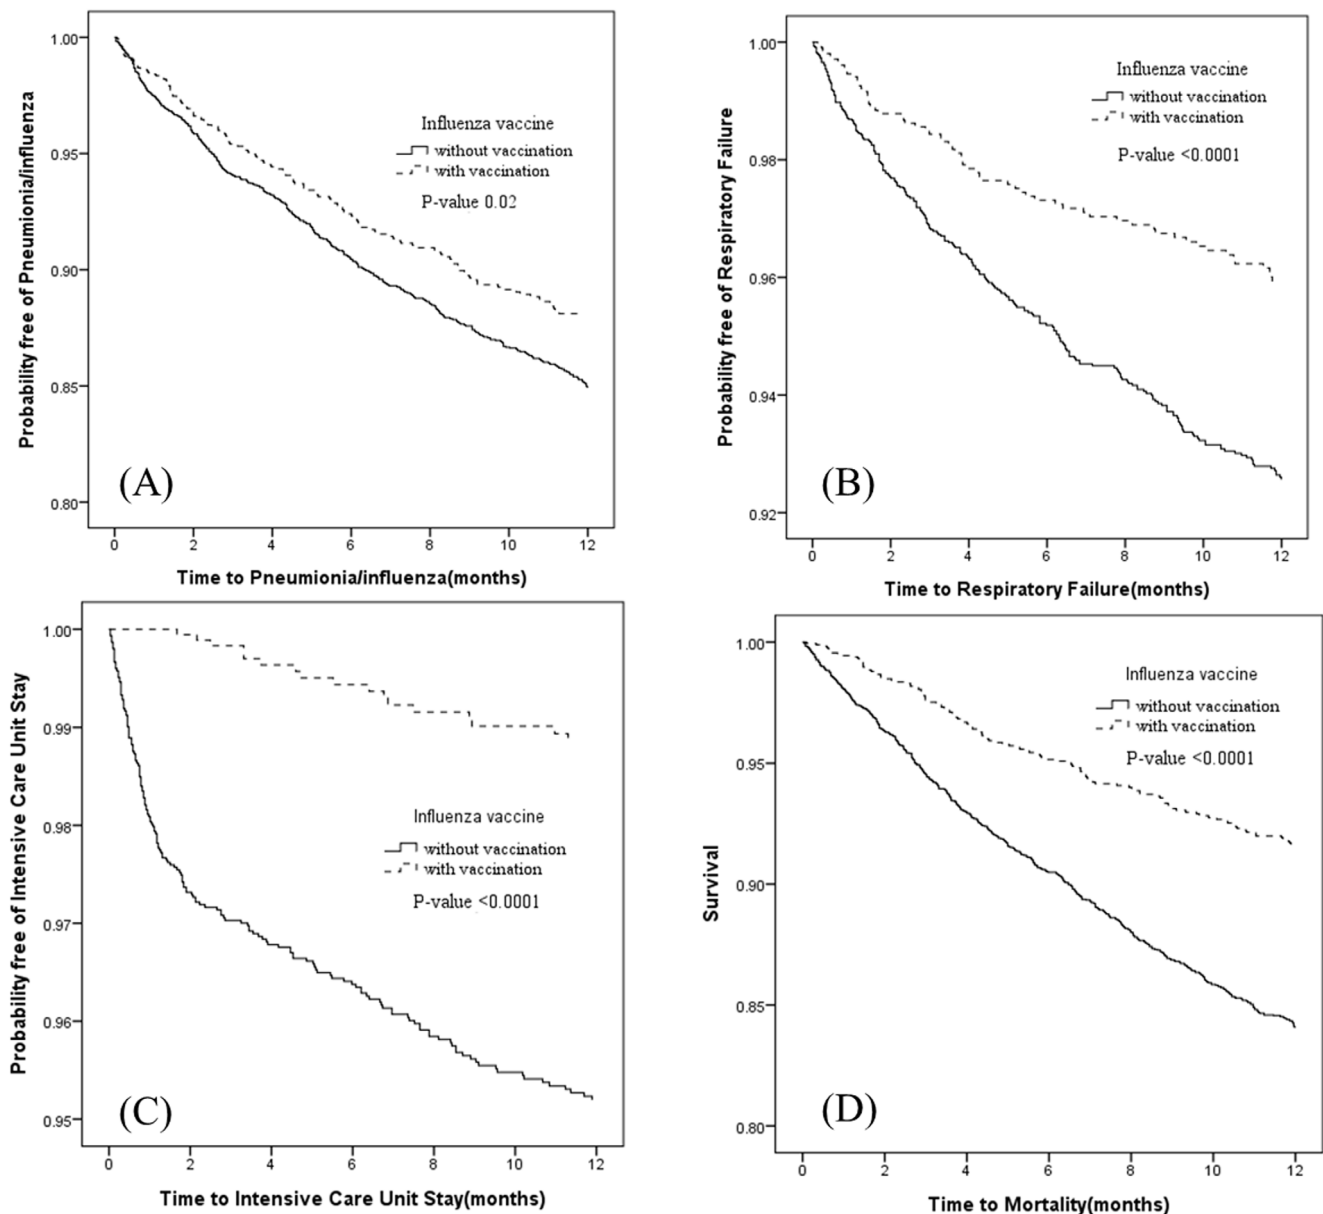 Probability free of Pneumionia/influenza
1.00
0.95
0.90
0.85
0.80
Influenza vaccine
without vaccination
with vaccination
P-value 0.02
(A)
0 2 4 6 8 10 12
Time to Pneumionia/influenza(months)
Probability free of Respiratory Failure
1.00
0.98
0.96
0.94
0.92
Influenza vaccine
without vaccination
with vaccination
P-value <0.0001
(B)
0 2 4 6 8 10 12
Time to Respiratory Failure(months)
Probability free of Intensive Care Unit Stay
1.00
0.99
0.98
0.97
0.96
0.95
Influenza vaccine
without vaccination
with vaccination
P-value <0.0001
(C)
0 2 4 6 8 10 12
Time to Intensive Care Unit Stay(months)
Survival
1.00
0.95
0.90
0.85
0.80
Influenza vaccine
without vaccination
with vaccination
P-value <0.0001
(D)
0 2 4 6 8 10 12
Time to Mortality(months)